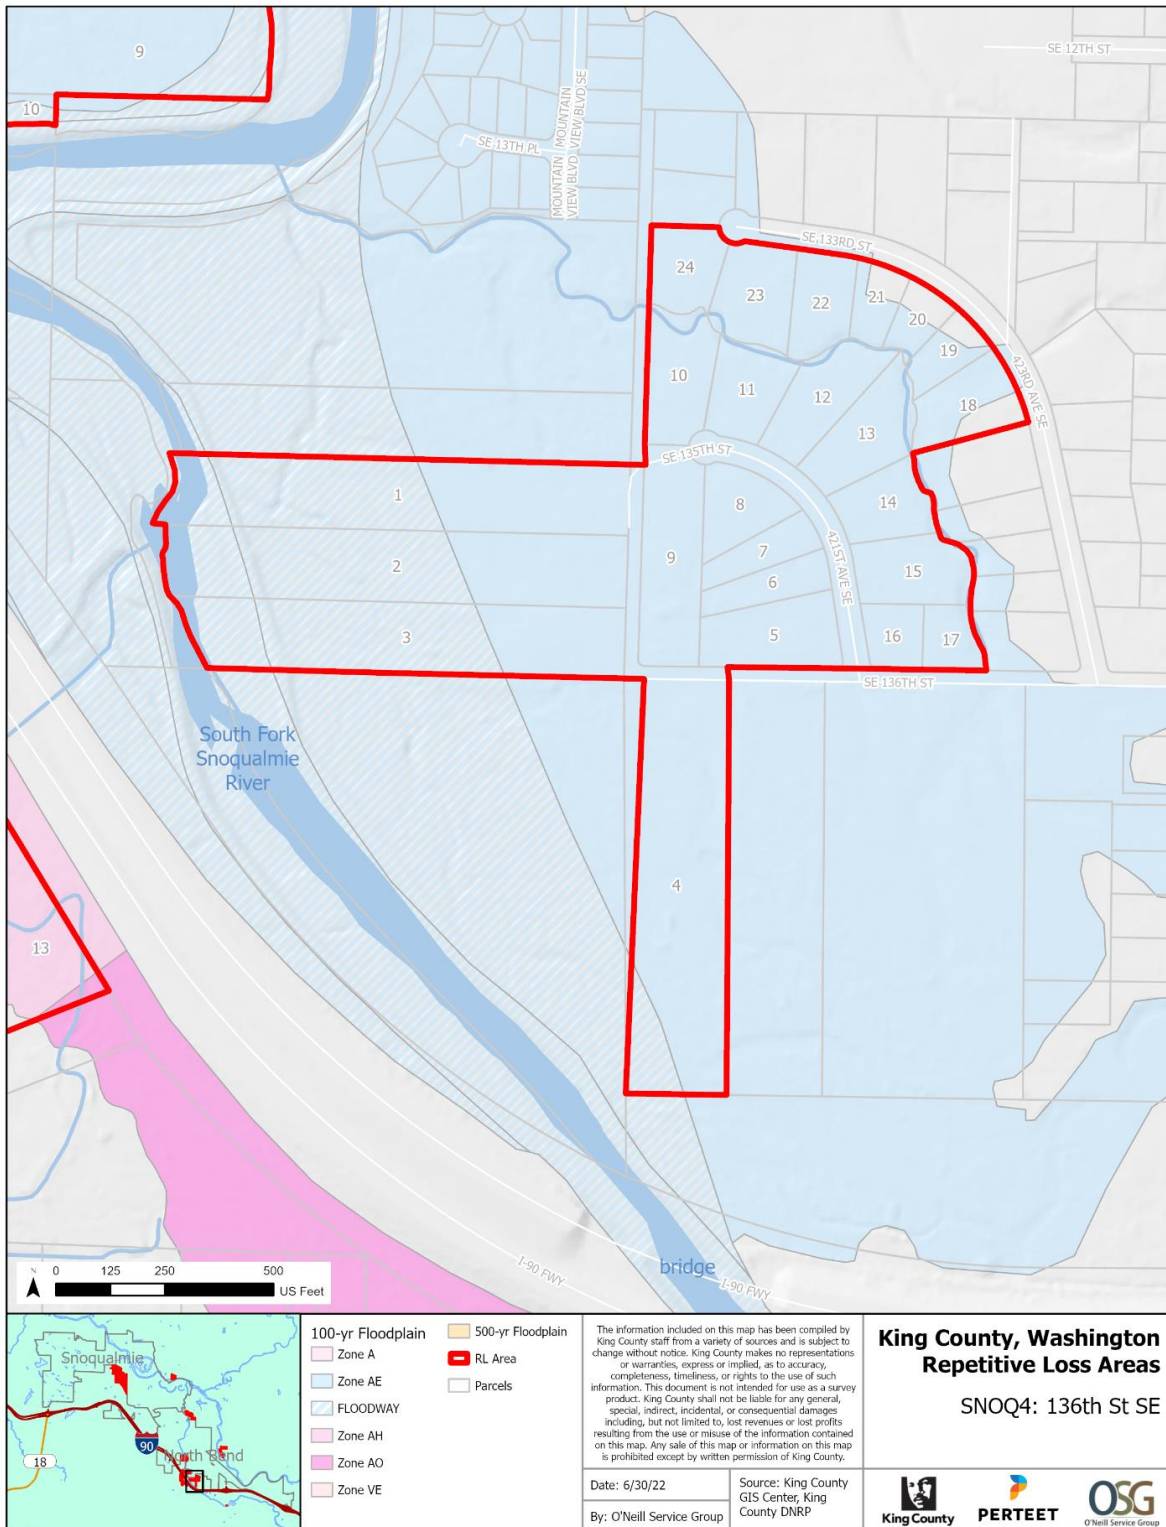 9
10
SE 12TH ST
SE 13TH PL
MOUNTAIN
VIEW BLVD
MOUNTAIN
VIEW BLVD SE
SE 133RD ST
24
23
22
21
20
19
18
423RD AVE SE
10
11
12
13
SE 135TH ST
1
8
14
421ST AVE SE
7
9
2
6
15
3
5
16
17
SE 136TH ST
South Fork
Snoqualmie
River
4
13
bridge
I-90 FWY
I-90 FWY
N
0 125 250 500
US Feet
Snoqualmie
90
18
North Bend
100-yr Floodplain
Zone A
Zone AE
FLOODWAY
Zone AH
Zone AO
Zone VE
500-yr Floodplain
RL Area
Parcels
The information included on this map has been compiled by
King County staff from a variety of sources and is subject to
change without notice. King County makes no representations
or warranties, express or implied, as to accuracy,
completeness, timeliness, or rights to the use of such
information. This document is not intended for use as a survey
product. King County shall not be liable for any general,
special, indirect, incidental, or consequential damages
including, but not limited to, lost revenues or lost profits
resulting from the use or misuse of the information contained
on this map. Any sale of this map or information on this map
is prohibited except by written permission of King County.
Date: 6/30/22
By: O'Neill Service Group
Source: King County
GIS Center, King
County DNRP
King County, Washington
Repetitive Loss Areas
SNOQ4: 136th St SE
King County
PERTEET
OSG
O'Neill Service Group